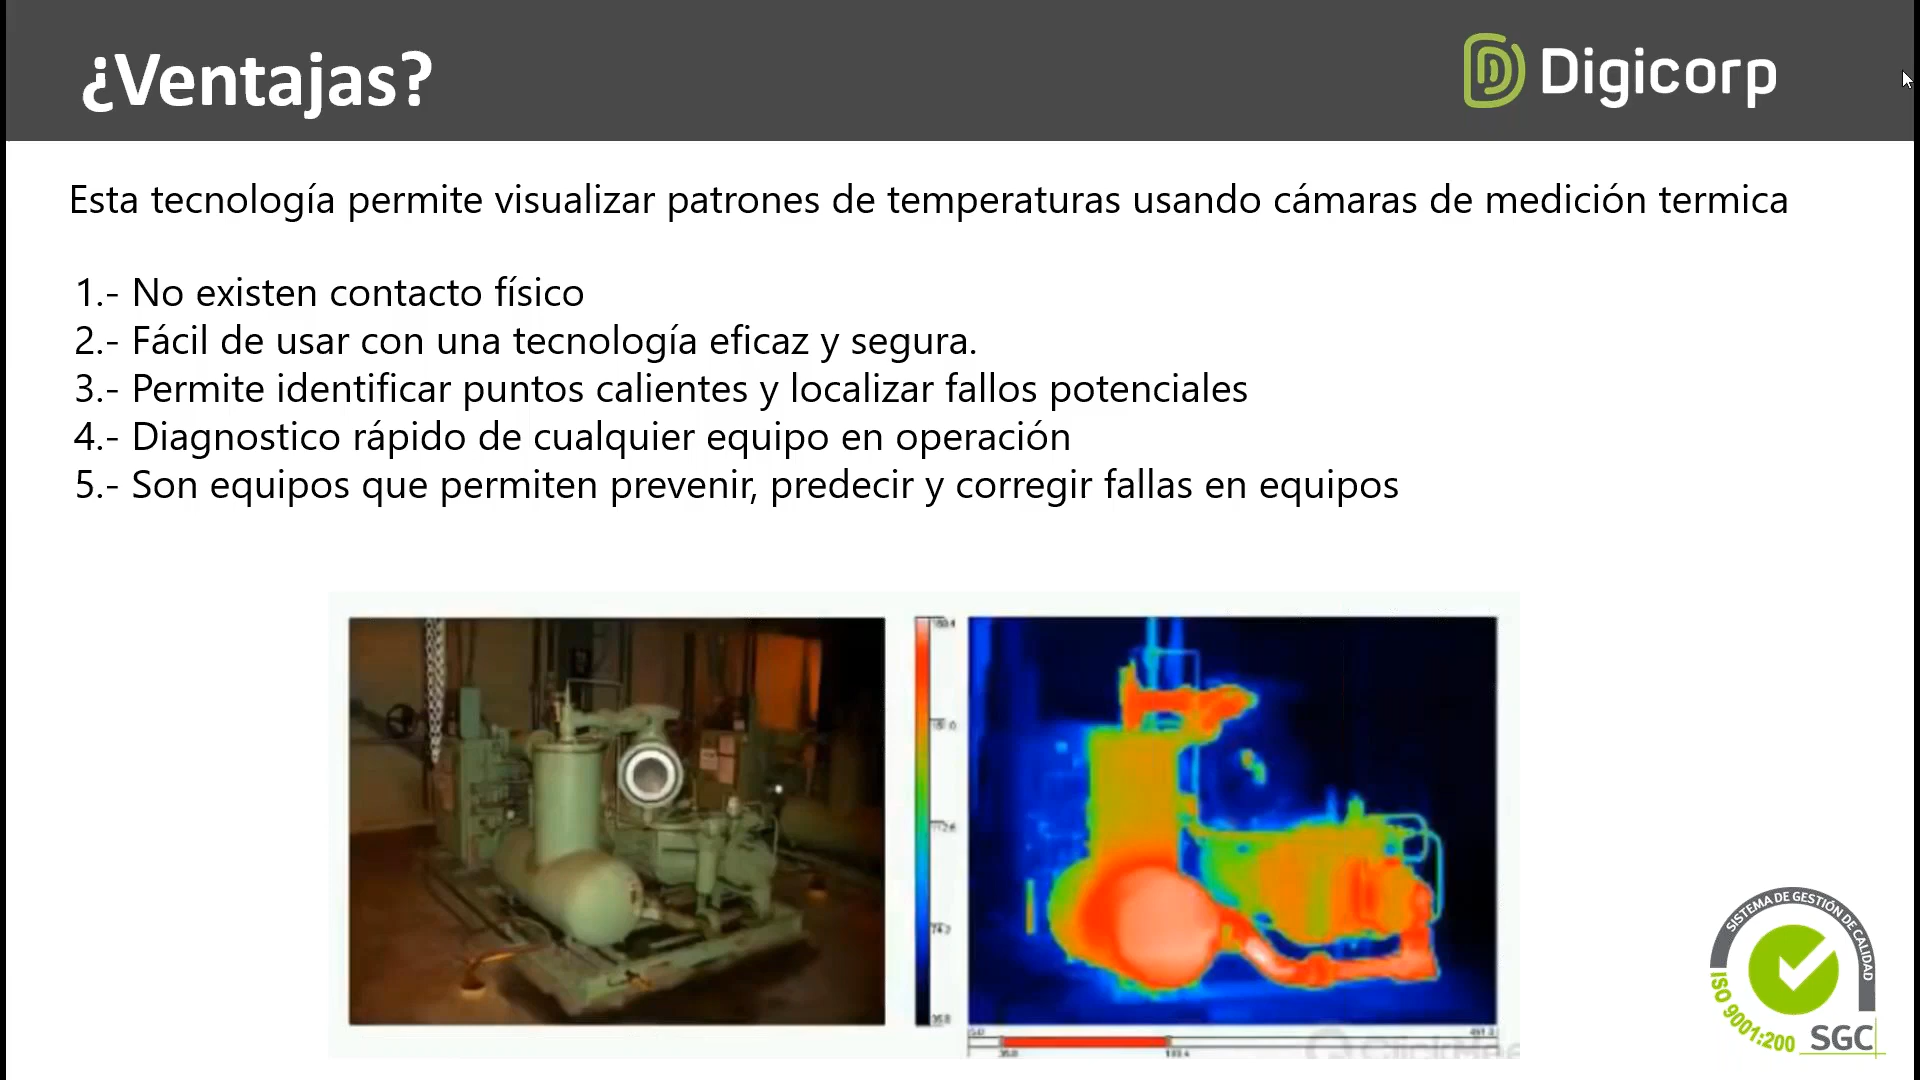 ¿Ventajas?
Digicorp
Esta tecnología permite visualizar patrones de temperaturas usando cámaras de medición termica
1.- No existen contacto físico
2.- Fácil de usar con una tecnología eficaz y segura.
3.- Permite identificar puntos calientes y localizar fallos potenciales
4.- Diagnostico rápido de cualquier equipo en operación
5.- Son equipos que permiten prevenir, predecir y corregir fallas en equipos
SISTEMA DE GESTIÓN DE CALIDAD
ISO 9001:200
SGC